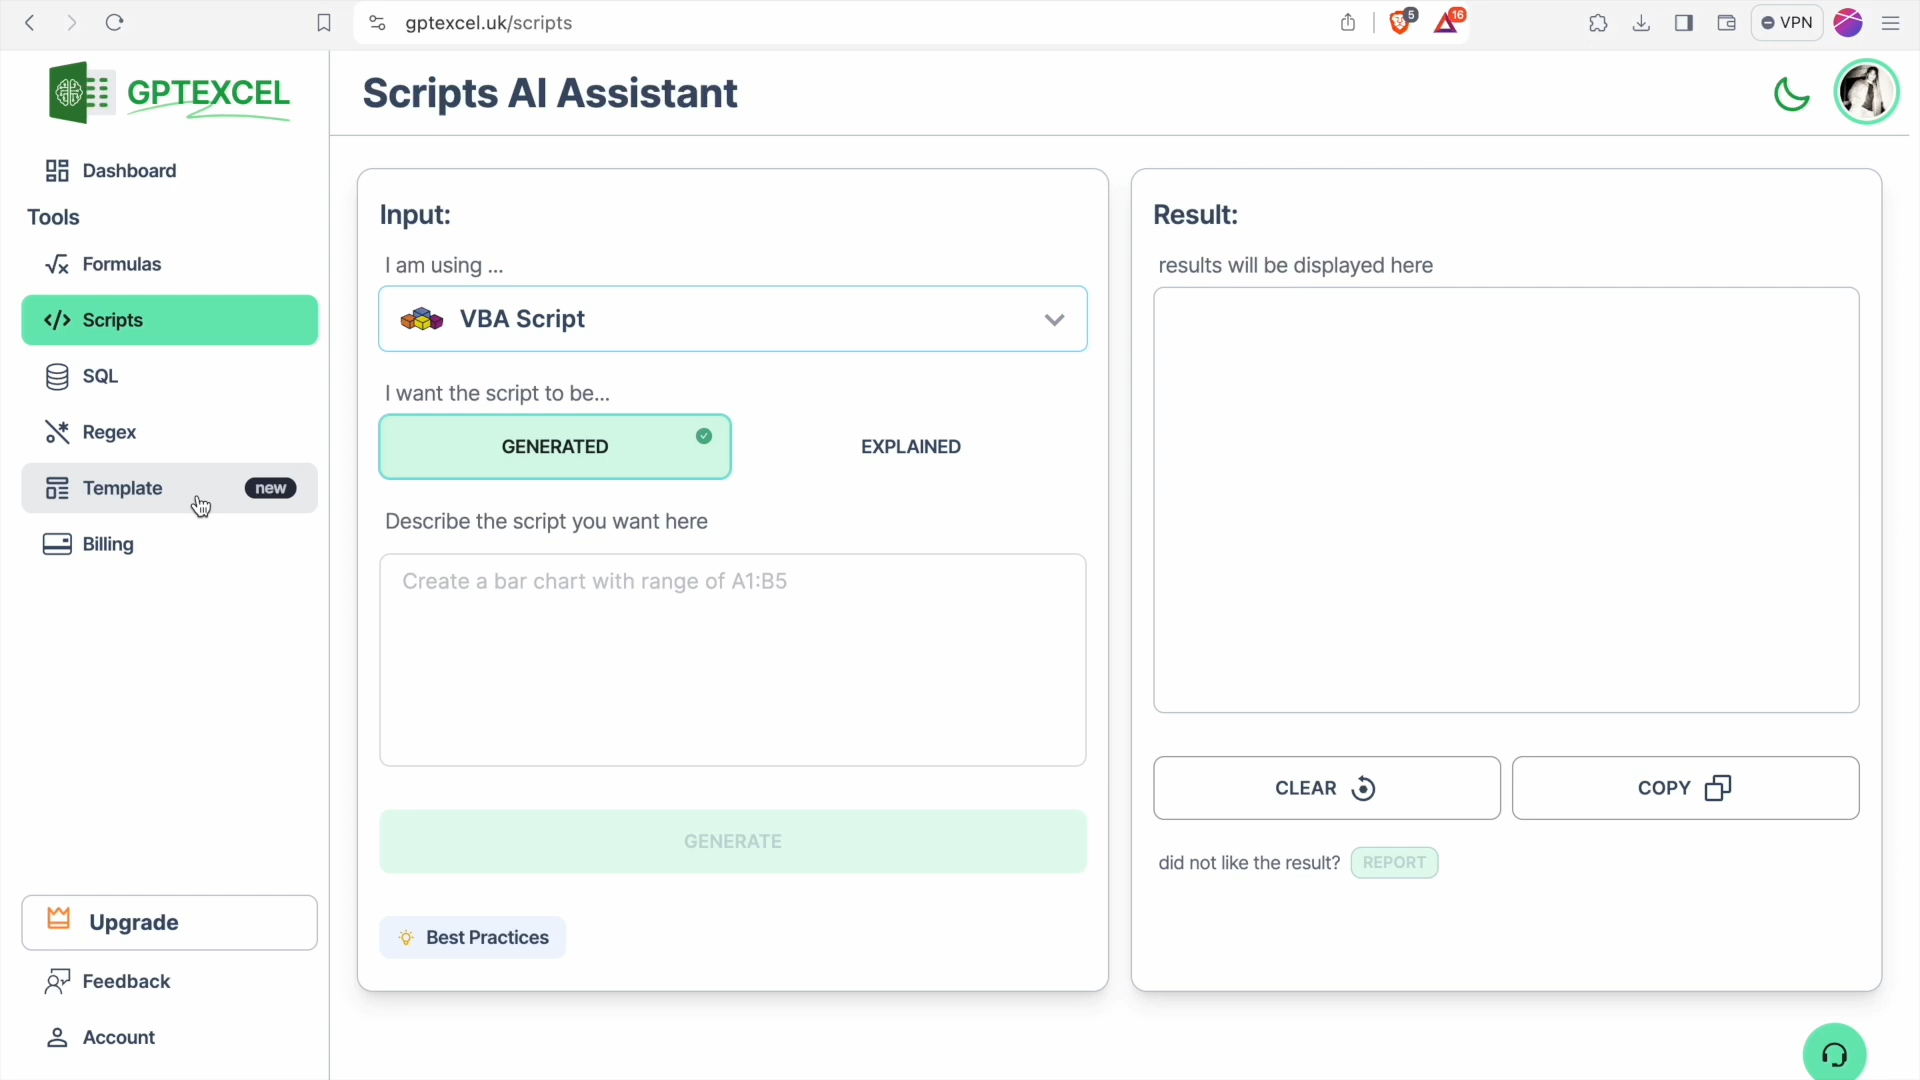 gptexcel.uk/scripts
5
16
VPN
GPTEXCEL
Scripts AI Assistant
Dashboard
Tools
Formulas
Scripts
SQL
Regex
Template
new
Billing
Upgrade
Feedback
Account
Input:
I am using ...
VBA Script
I want the script to be...
GENERATED
EXPLAINED
Describe the script you want here
Create a bar chart with range of A1:B5
GENERATE
Best Practices
Result:
results will be displayed here
CLEAR
COPY
did not like the result?
REPORT